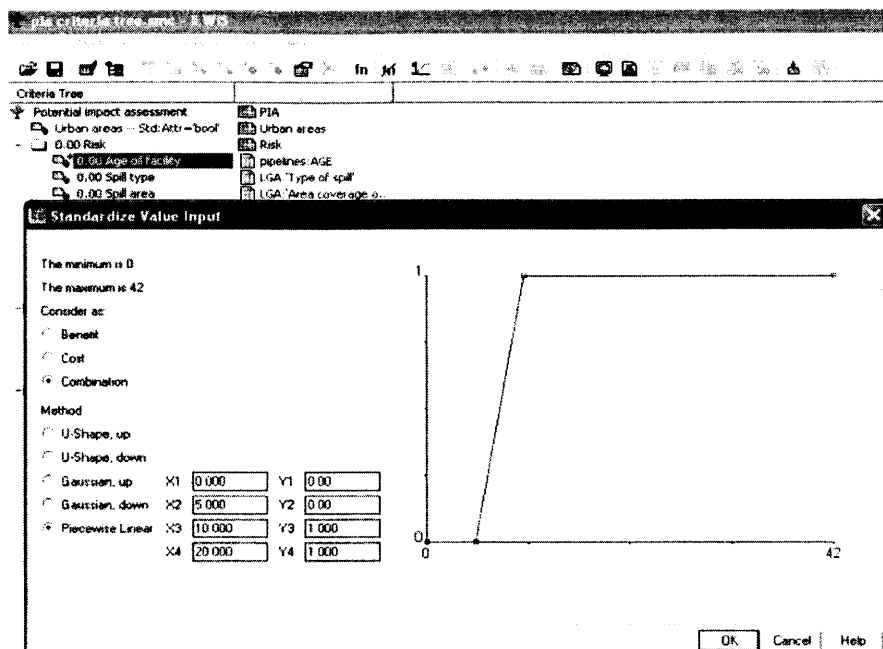 pia criteria tree.smc - ILWIS
fn
Criteria Tree
Potential impact assessment PIA
Urban areas -- Std:Attr='bool' Urban areas
0.00 Risk Risk
0.00 Age of facility pipelines:AGE
0.00 Spill type LGA:'Type of spill'
0.00 Spill area LGA:'Area coverage o...
Standardize Value Input
The minimum is 0
The maximum is 42
Consider as:
Benefit
Cost
Combination
Method
U-Shape, up
U-Shape, down
Gaussian, up X1 0.000 Y1 0.00
Gaussian, down X2 5.000 Y2 0.00
Piecewise Linear X3 10.000 Y3 1.000
X4 20.000 Y4 1.000
1
0
0 42
OK Cancel Help